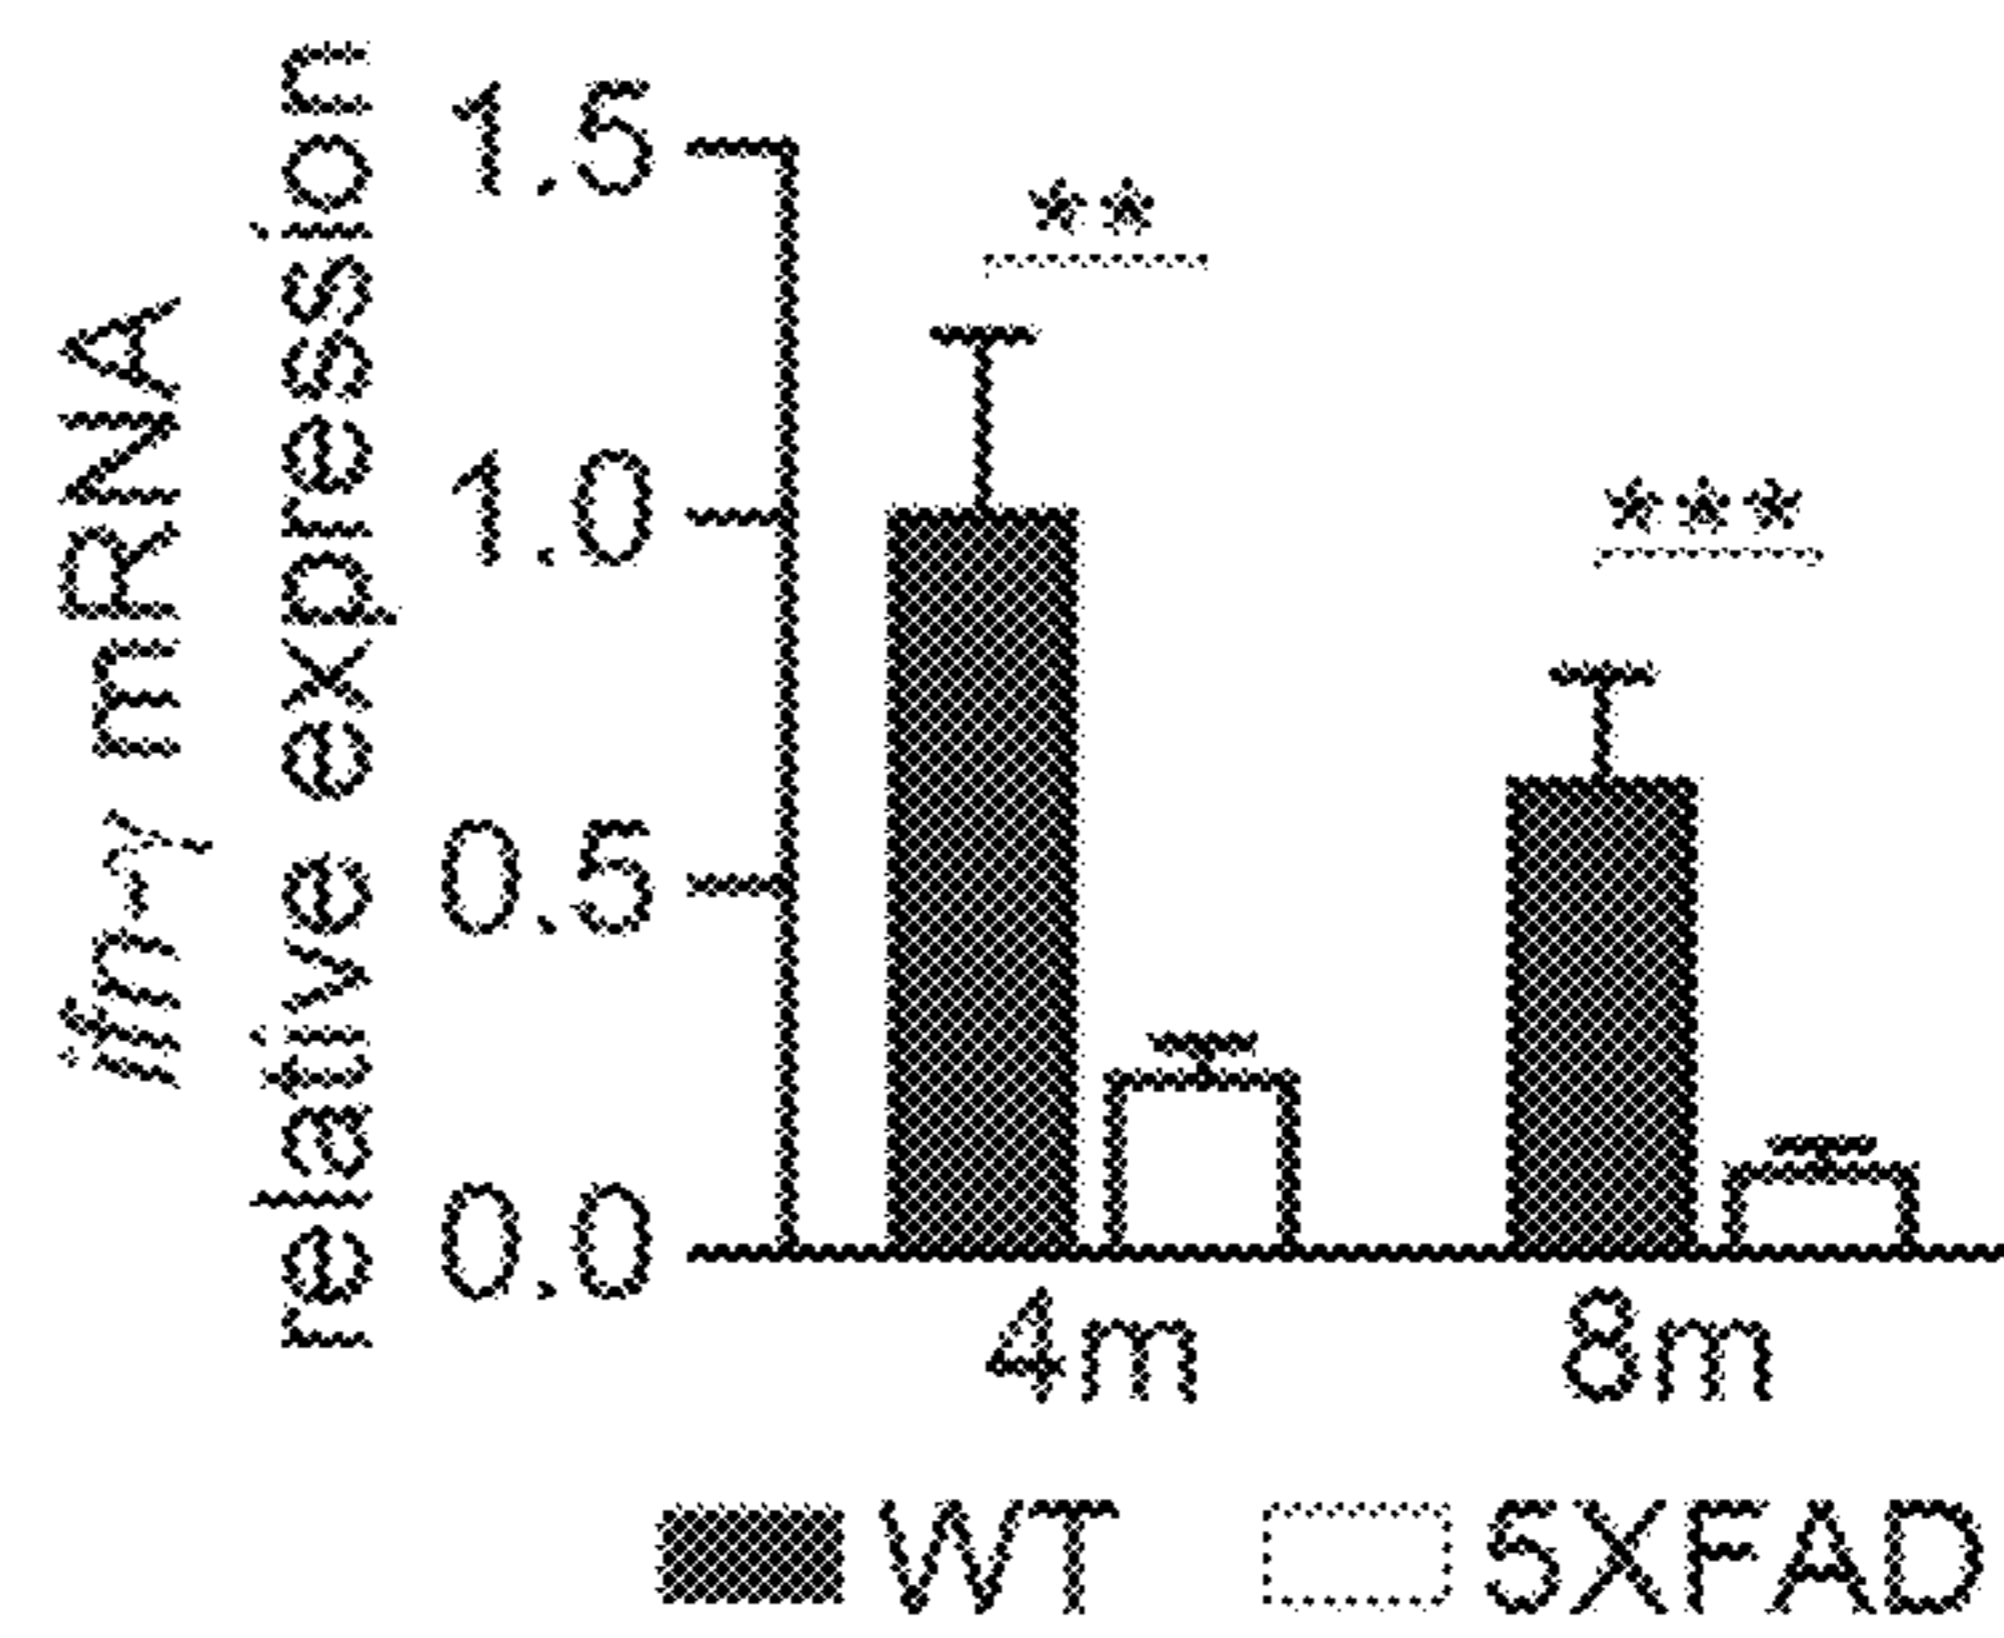 ifn-γ mRNA
relative expression
1.5
1.0
0.5
0.0
**
***
4m
8m
WT
5XFAD